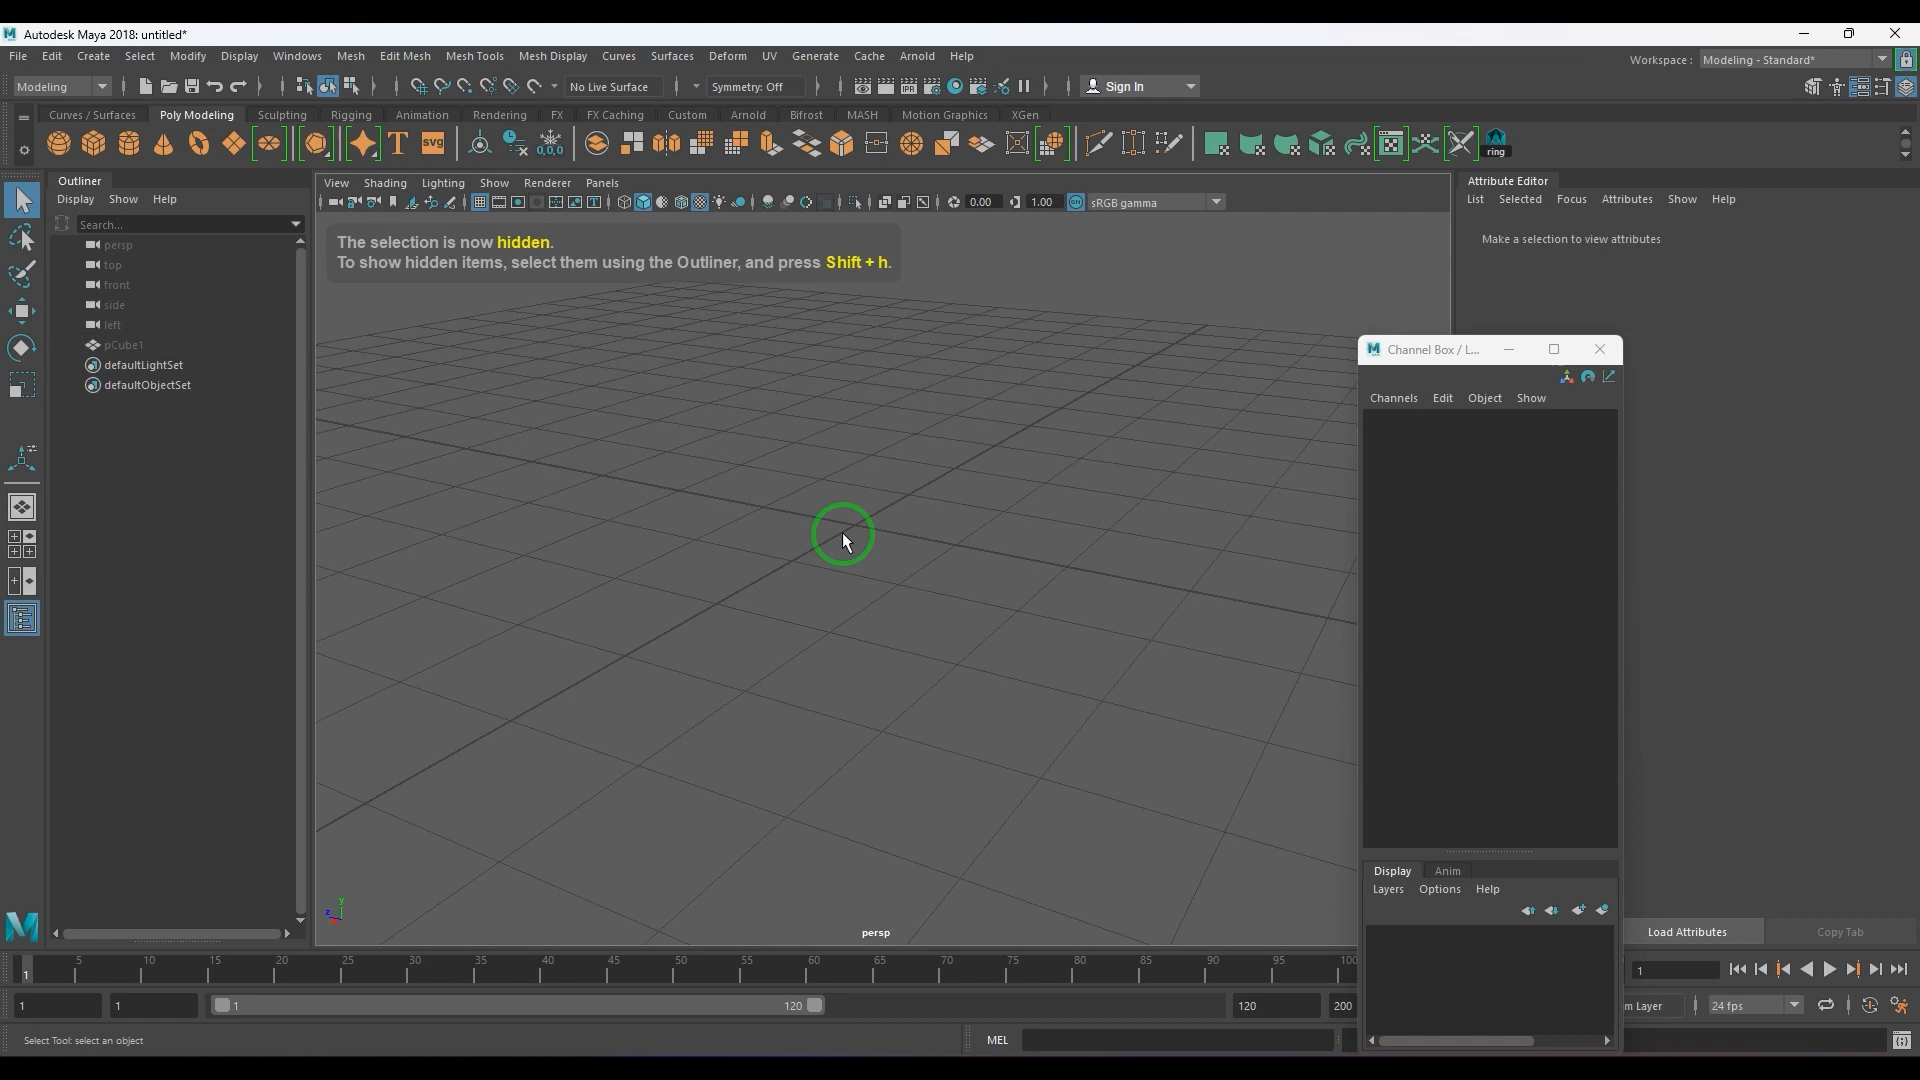 Autodesk Maya 2018: untitled*
File Edit Create Select Modify Display Windows Mesh Edit Mesh Mesh Tools Mesh Display Curves Surfaces Deform UV Generate Cache Arnold Help
Workspace : Modeling - Standard*
Modeling No Live Surface Symmetry: Off IPR Sign In
Curves / Surfaces Poly Modeling Sculpting Rigging Animation Rendering FX FX Caching Custom Arnold Bifrost MASH Motion Graphics XGen
T SVG 0,0,0 ring
Outliner
Display Show Help
Search...
persp
top
front
side
left
pCube1
defaultLightSet
defaultObjectSet
View Shading Lighting Show Renderer Panels
0.00 1.00 ON sRGB gamma
The selection is now hidden.
To show hidden items, select them using the Outliner, and press Shift + h.
y
z
persp
Attribute Editor
List Selected Focus Attributes Show Help
Make a selection to view attributes
Channel Box / L...
Channels Edit Object Show
Display Anim
Layers Options Help
Load Attributes Copy Tab
1 5 10 15 20 25 30 35 40 45 50 55 60 65 70 75 80 85 90 95 100
1
1 1 1 120 120 200
m Layer 24 fps
Select Tool: select an object
MEL